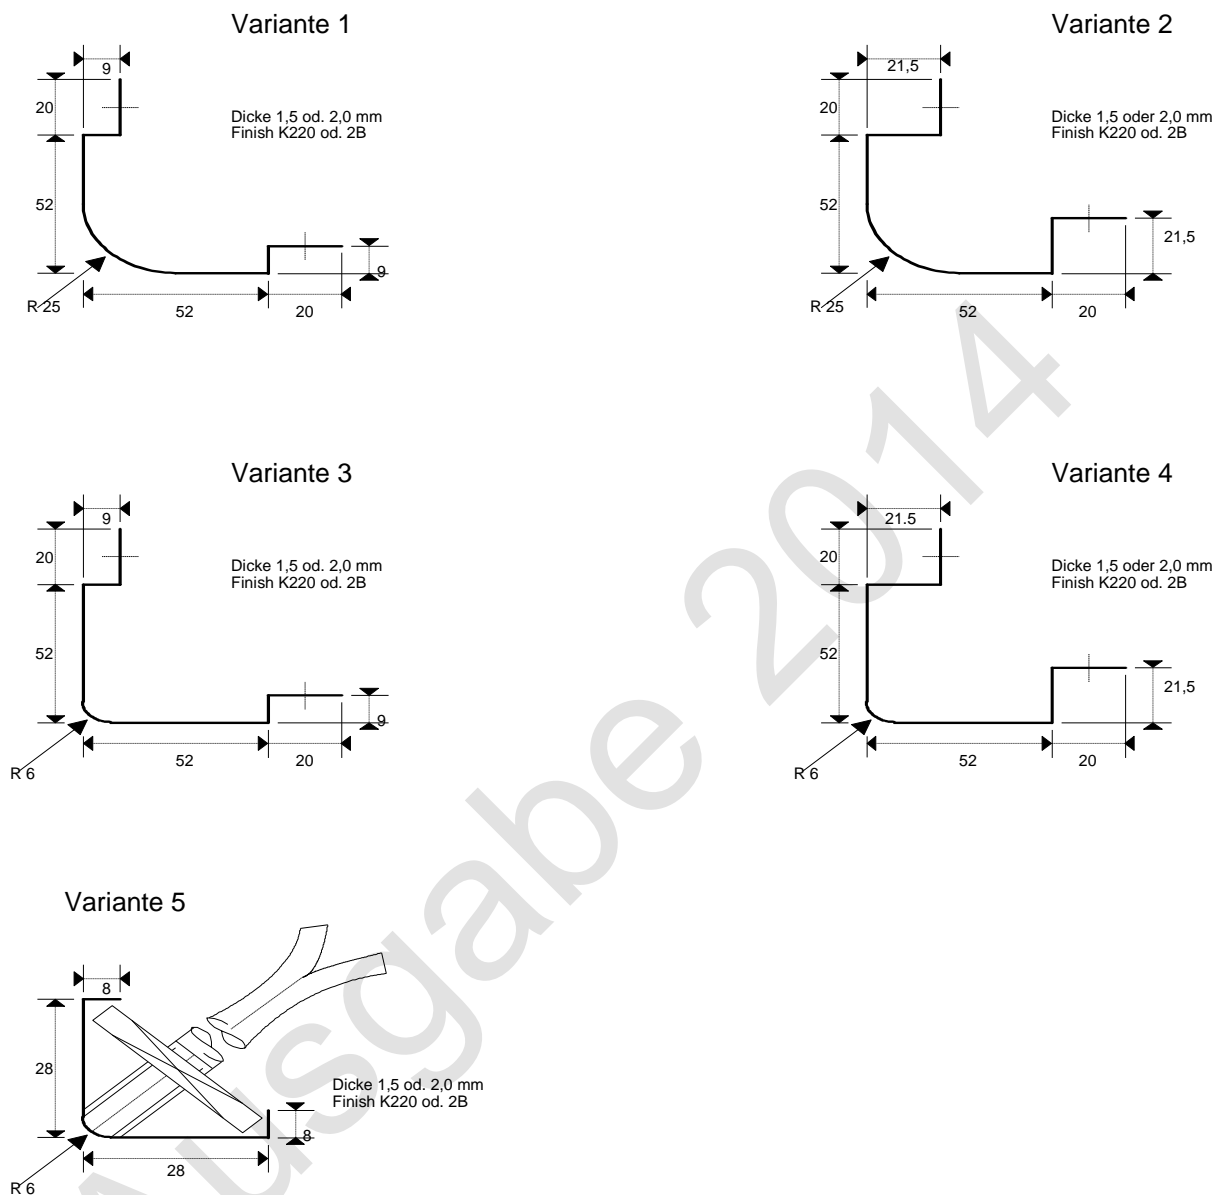 Variante 1
9
20
Dicke 1,5 od. 2,0 mm
Finish K220 od. 2B
52
9
R 25
52
20
Variante 2
21,5
20
Dicke 1,5 oder 2,0 mm
Finish K220 od. 2B
52
21,5
R 25
52
20
Variante 3
9
20
Dicke 1,5 od. 2,0 mm
Finish K220 od. 2B
52
9
R 6
52
20
Variante 4
21.5
20
Dicke 1,5 oder 2,0 mm
Finish K220 od. 2B
52
21,5
R 6
52
20
Variante 5
8
28
Dicke 1,5 od. 2,0 mm
Finish K220 od. 2B
8
R 6
28
Ausgabe 2014